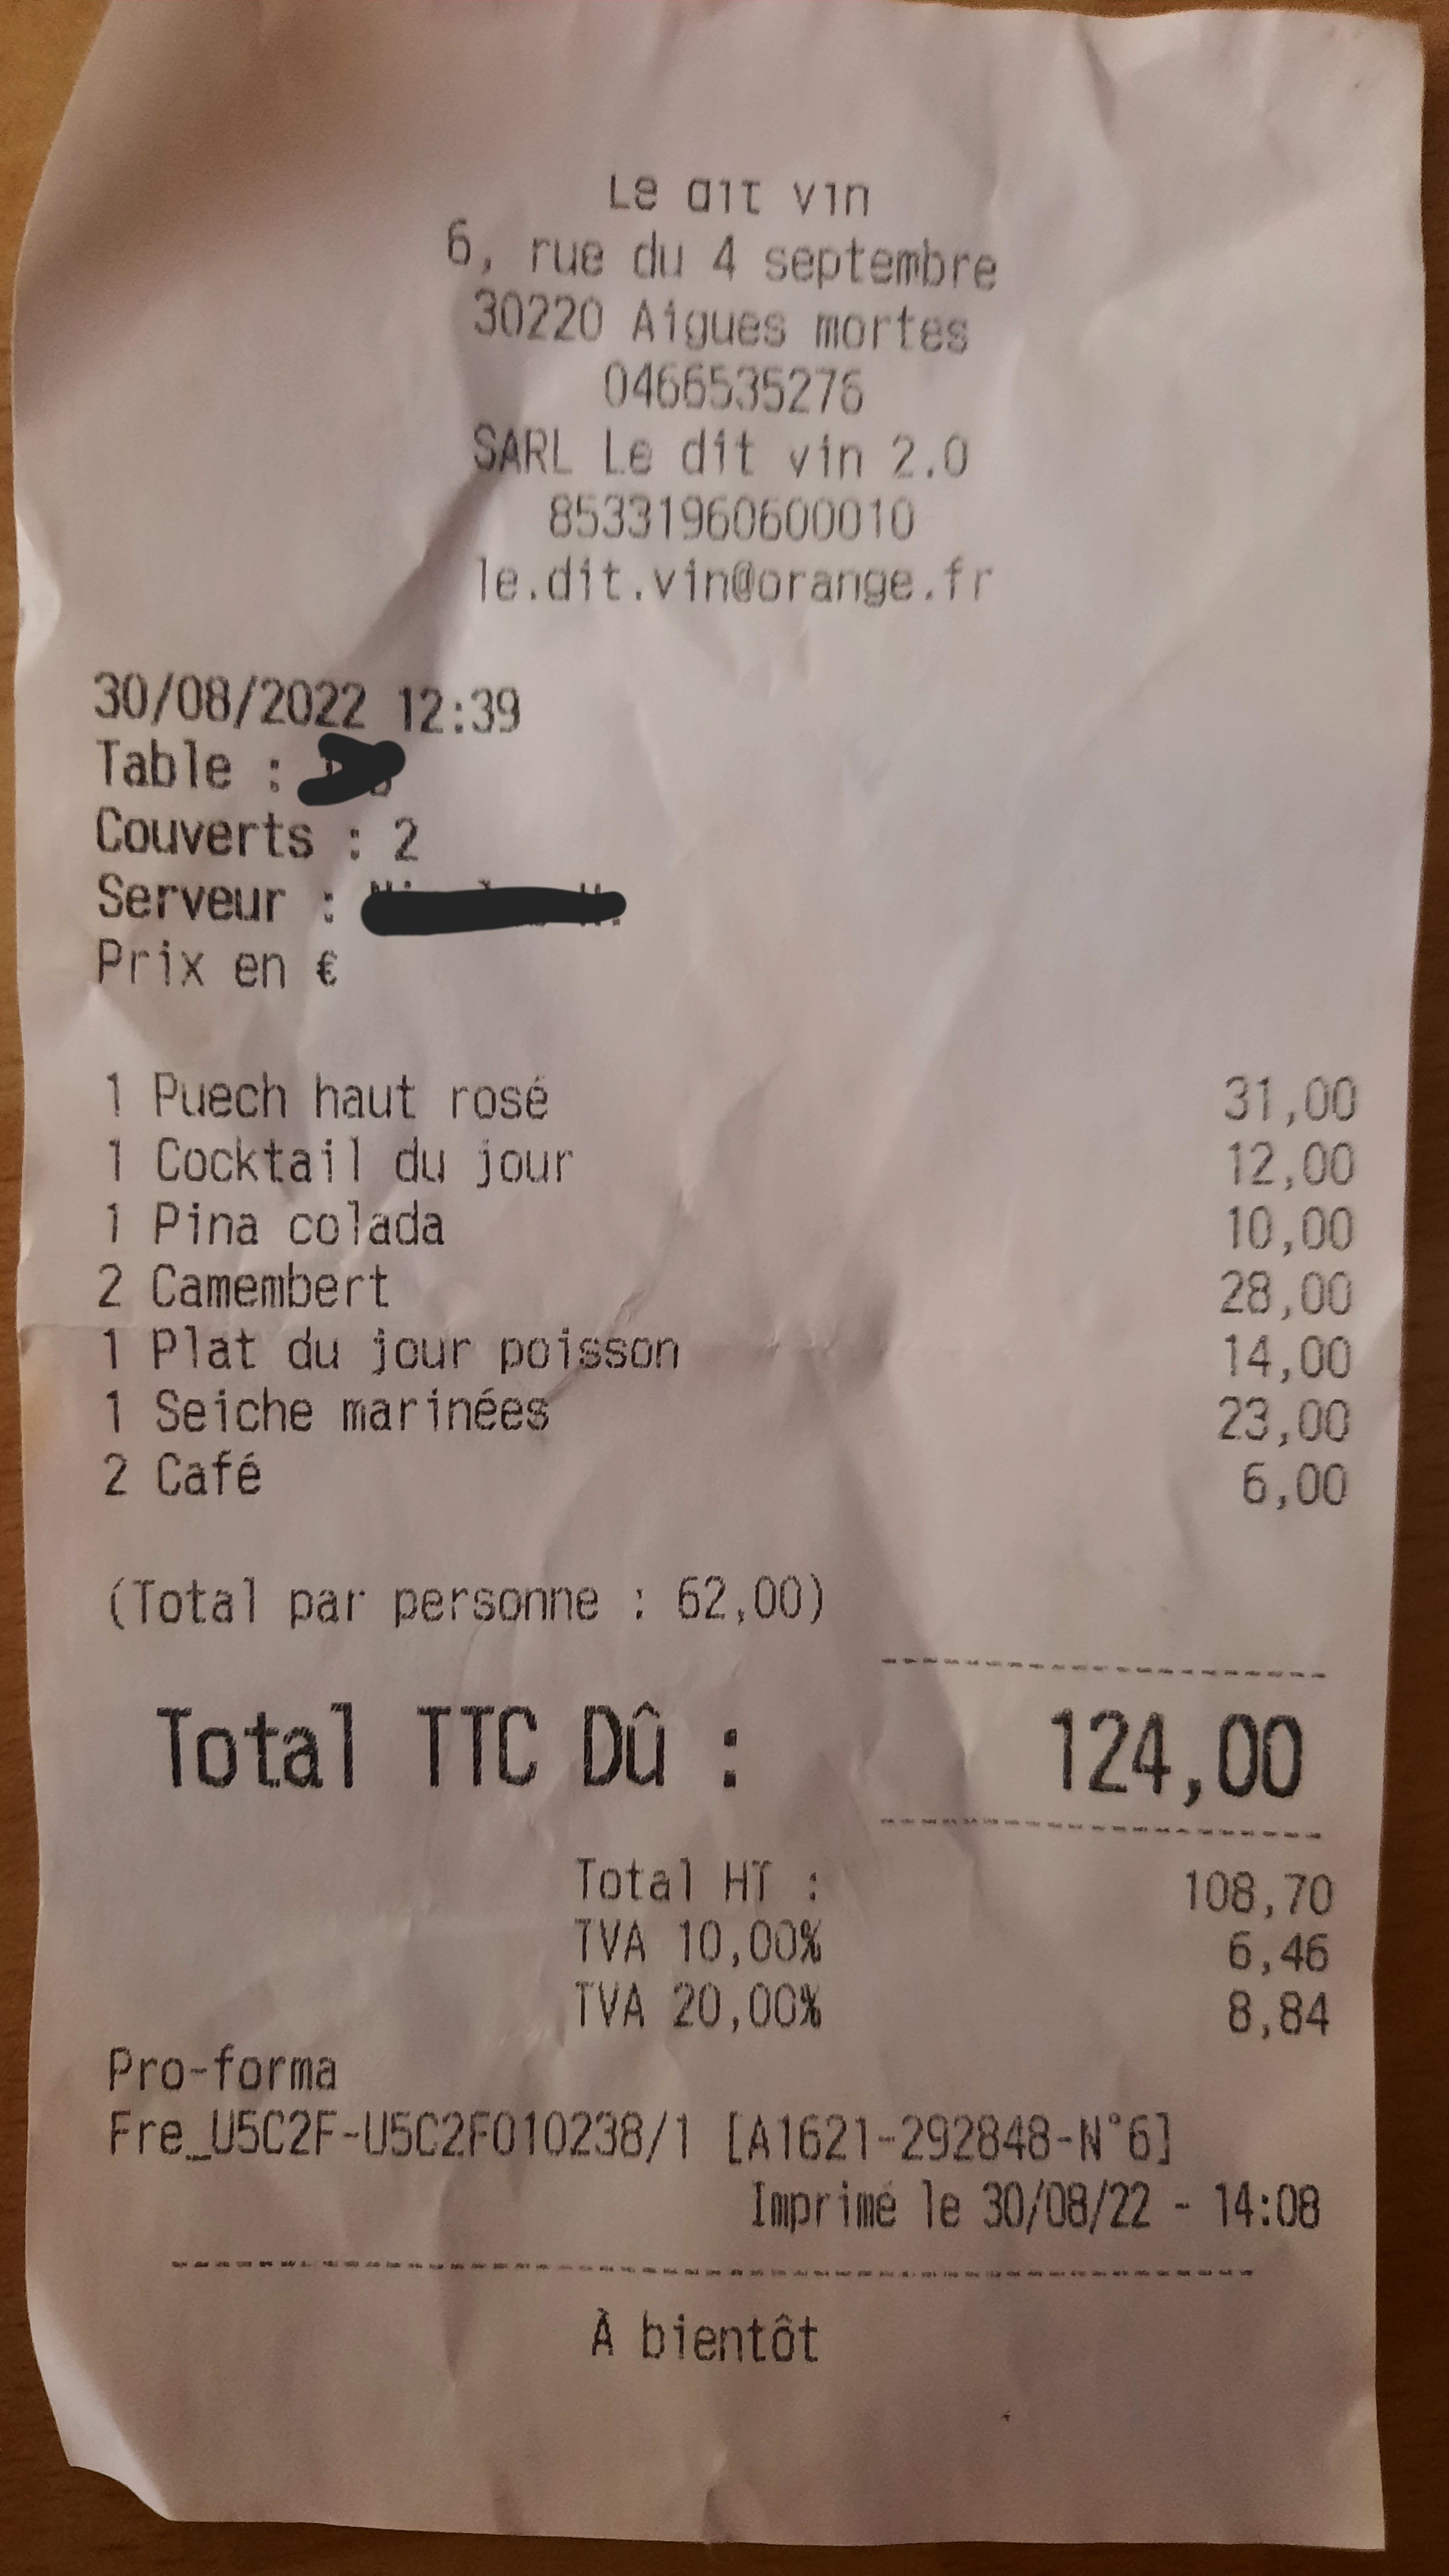 Le dit vin
6, rue du 4 septembre
30220 Aigues mortes
0466535276
SARL Le dit vin 2.0
85331960600010
le.dit.vin@orange.fr
30/08/2022 12:39
Table :
Couverts : 2
Serveur :
Prix en €
1 Puech haut rosé 31,00
1 Cocktail du jour 12,00
1 Pina colada 10,00
2 Camembert 28,00
1 Plat du jour poisson 14,00
1 Seiche marinées 23,00
2 Café 6,00
(Total par personne : 62,00)
Total TTC Dû : 124,00
Total HT : 108,70
TVA 10,00% 6,46
TVA 20,00% 8,84
Pro-forma
Fre_U5C2F-U5C2F010238/1 [A1621-292848-N°6]
Imprimé le 30/08/22 - 14:08
À bientôt